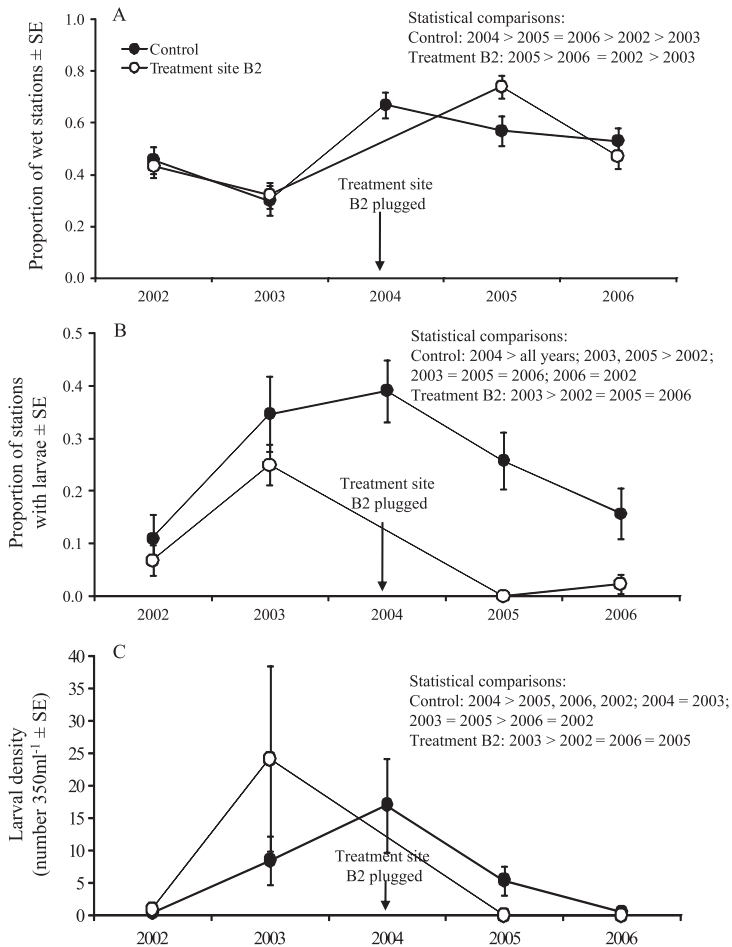 A
Statistical comparisons:
Control: 2004 > 2005 = 2006 > 2002 > 2003
Treatment B2: 2005 > 2006 = 2002 > 2003
Control
Treatment site B2
Proportion of wet stations ± SE
1.0
0.8
0.6
0.4
0.2
0.0
Treatment site
B2 plugged
2002 2003 2004 2005 2006
B
Statistical comparisons:
Control: 2004 > all years; 2003, 2005 > 2002;
2003 = 2005 = 2006; 2006 = 2002
Treatment B2: 2003 > 2002 = 2005 = 2006
Proportion of stations
with larvae ± SE
0.5
0.4
0.3
0.2
0.1
0.0
Treatment site
B2 plugged
2002 2003 2004 2005 2006
C
Statistical comparisons:
Control: 2004 > 2005, 2006, 2002; 2004 = 2003;
2003 = 2005 > 2006 = 2002
Treatment B2: 2003 > 2002 = 2006 = 2005
Larval density
(number 350ml⁻¹ ± SE)
40
35
30
25
20
15
10
5
0
Treatment site
B2 plugged
2002 2003 2004 2005 2006